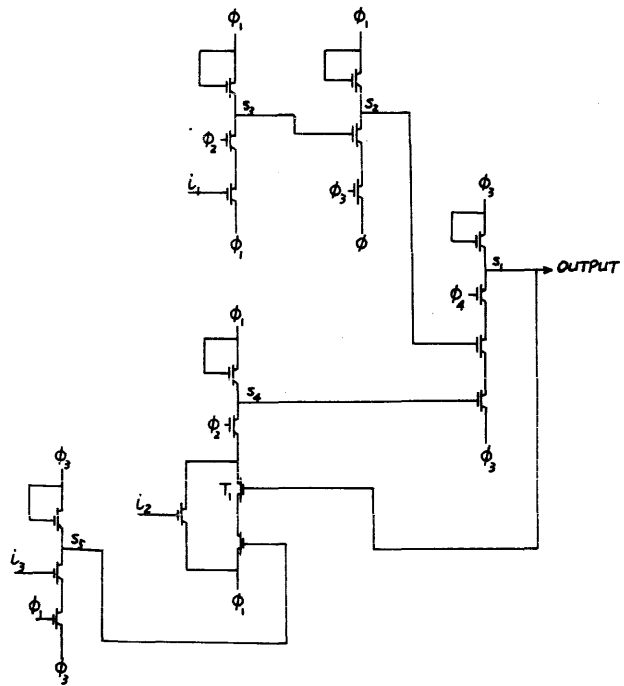 ϕ₁ ϕ₁
S₃ S₂
ϕ₂
i₁ ϕ₃
ϕ₁ ϕ
ϕ₃
S₁ OUTPUT
ϕ₄
ϕ₁
S₄
ϕ₂
ϕ₃
ϕ₃
T₁
i₂
S₅
i₃
ϕ₁
ϕ₁
ϕ₃